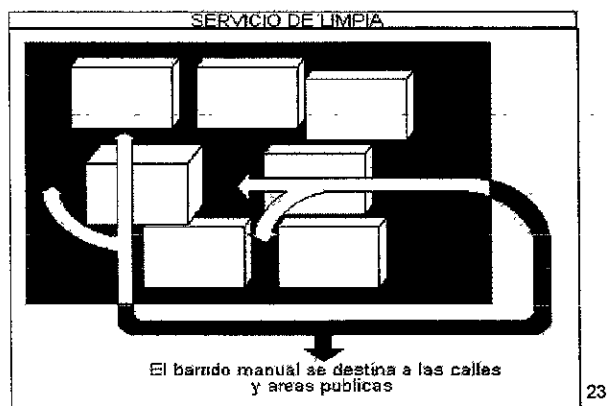 SERVICIO DE LIMPIA
El barrido manual se destina a las calles
y areas publicas
23